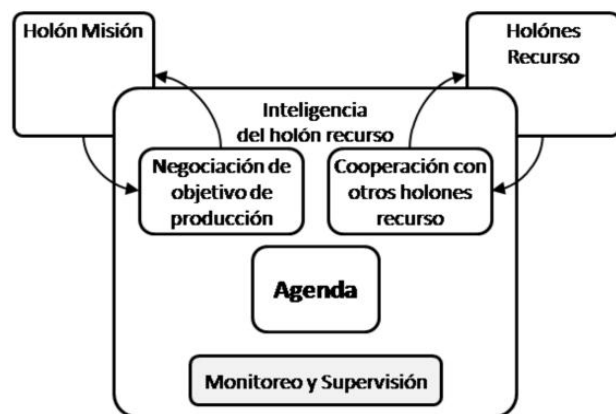 Holón Misión
Holónes
Recurso
Inteligencia
del holón recurso
Negociación de
objetivo de
producción
Cooperación con
otros holones
recurso
Agenda
Monitoreo y Supervisión